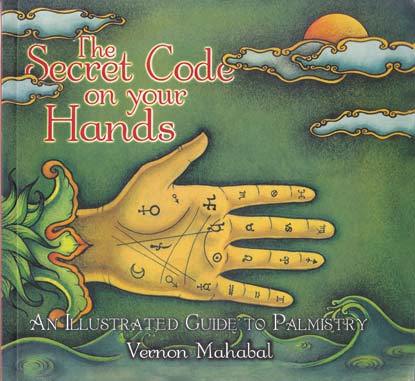 The
Secret Code
on your
Hands
An Illustrated Guide to Palmistry
Vernon Mahabal